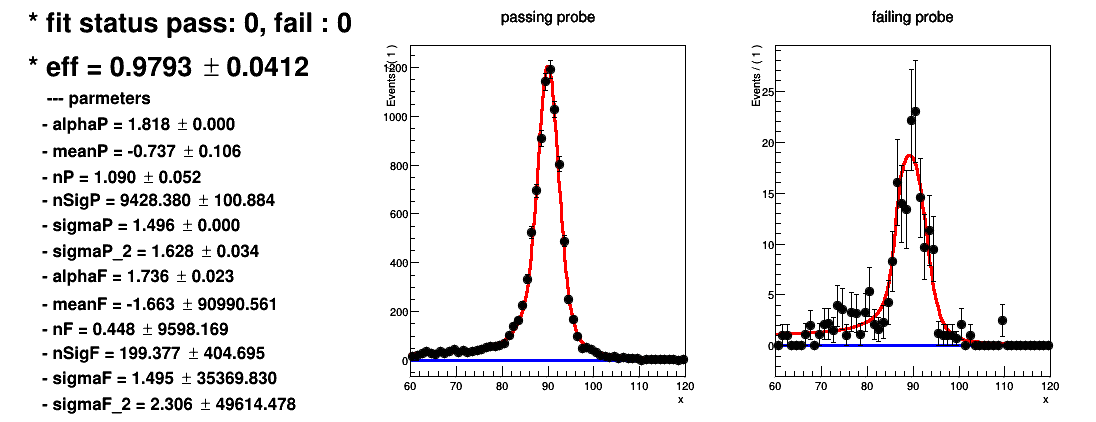 * fit status pass: 0, fail : 0
* eff = 0.9793 ± 0.0412
--- parmeters
- alphaP = 1.818 ± 0.000
- meanP = -0.737 ± 0.106
- nP = 1.090 ± 0.052
- nSigP = 9428.380 ± 100.884
- sigmaP = 1.496 ± 0.000
- sigmaP_2 = 1.628 ± 0.034
- alphaF = 1.736 ± 0.023
- meanF = -1.663 ± 90990.561
- nF = 0.448 ± 9598.169
- nSigF = 199.377 ± 404.695
- sigmaF = 1.495 ± 35369.830
- sigmaF_2 = 2.306 ± 49614.478
passing probe
Events / ( 1 )
1200
1000
800
600
400
200
0
60 70 80 90 100 110 120
x
failing probe
Events / ( 1 )
25
20
15
10
5
0
60 70 80 90 100 110 120
x